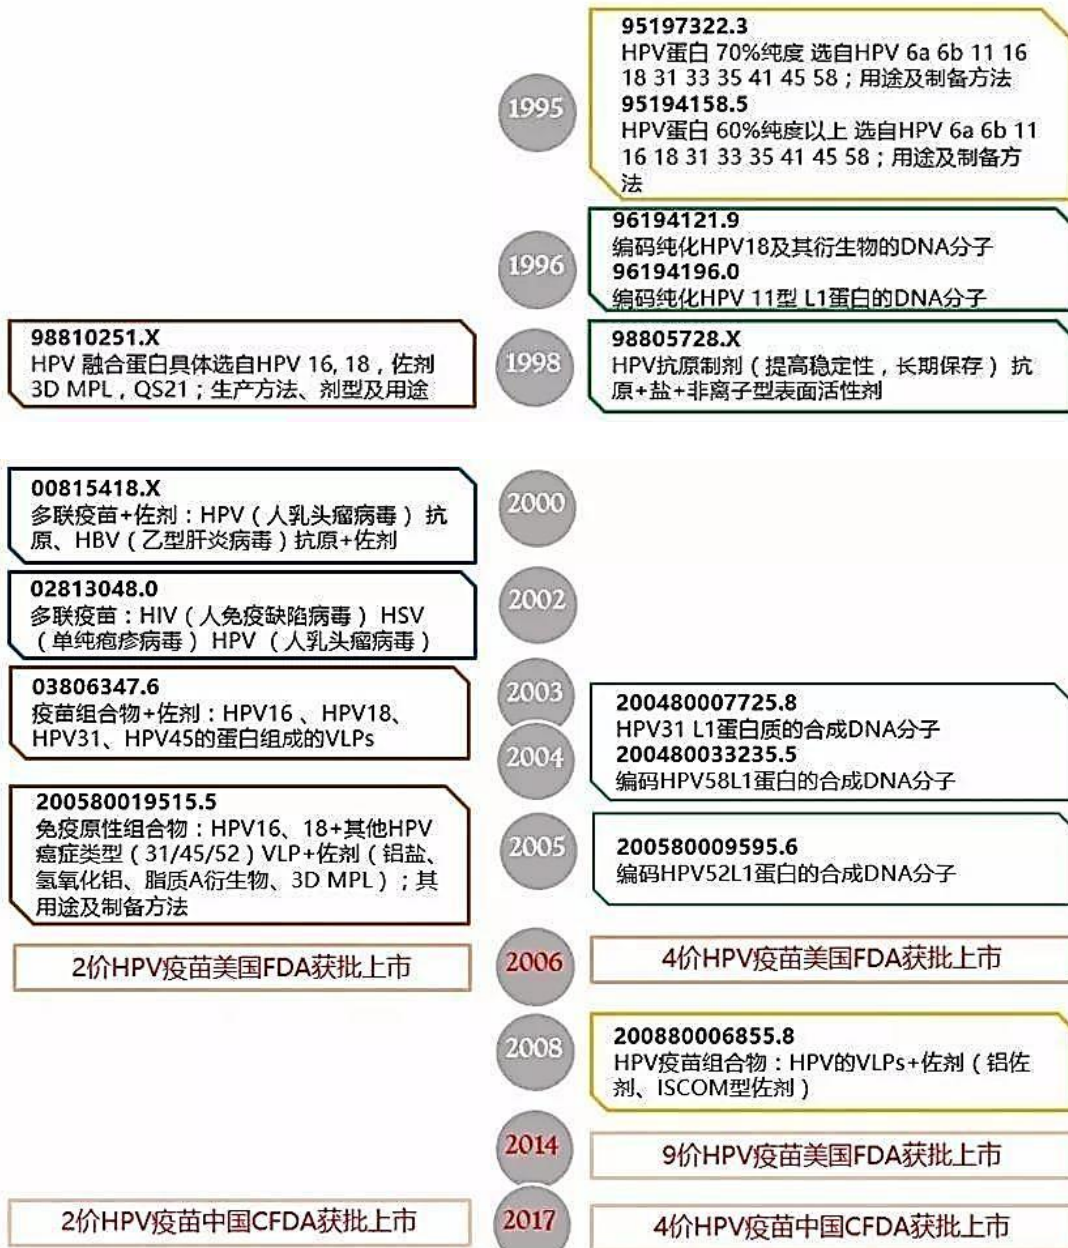 1995
95197322.3
HPV蛋白 70%纯度 选自HPV 6a 6b 11 16
18 31 33 35 41 45 58；用途及制备方法
95194158.5
HPV蛋白 60%纯度以上 选自HPV 6a 6b 11
16 18 31 33 35 41 45 58；用途及制备方
法
1996
96194121.9
编码纯化HPV18及其衍生物的DNA分子
96194196.0
编码纯化HPV 11型 L1蛋白的DNA分子
98810251.X
HPV 融合蛋白具体选自HPV 16, 18，佐剂
3D MPL，QS21；生产方法、剂型及用途
1998
98805728.X
HPV抗原制剂（提高稳定性，长期保存） 抗
原+盐+非离子型表面活性剂
00815418.X
多联疫苗+佐剂：HPV（人乳头瘤病毒） 抗
原、HBV（乙型肝炎病毒）抗原+佐剂
2000
02813048.0
多联疫苗：HIV（人免疫缺陷病毒） HSV
（单纯疱疹病毒） HPV （人乳头瘤病毒）
2002
03806347.6
疫苗组合物+佐剂：HPV16 、HPV18、
HPV31、HPV45的蛋白组成的VLPs
2003
2004
200480007725.8
HPV31 L1蛋白质的合成DNA分子
200480033235.5
编码HPV58L1蛋白的合成DNA分子
200580019515.5
免疫原性组合物：HPV16、18+其他HPV
癌症类型（31/45/52）VLP+佐剂（铝盐、
氢氧化铝、脂质A衍生物、3D MPL）；其
用途及制备方法
2005
200580009595.6
编码HPV52L1蛋白的合成DNA分子
2价HPV疫苗美国FDA获批上市
2006
4价HPV疫苗美国FDA获批上市
2008
200880006855.8
HPV疫苗组合物：HPV的VLPs+佐剂（铝佐
剂、ISCOM型佐剂）
2014
9价HPV疫苗美国FDA获批上市
2价HPV疫苗中国CFDA获批上市
2017
4价HPV疫苗中国CFDA获批上市